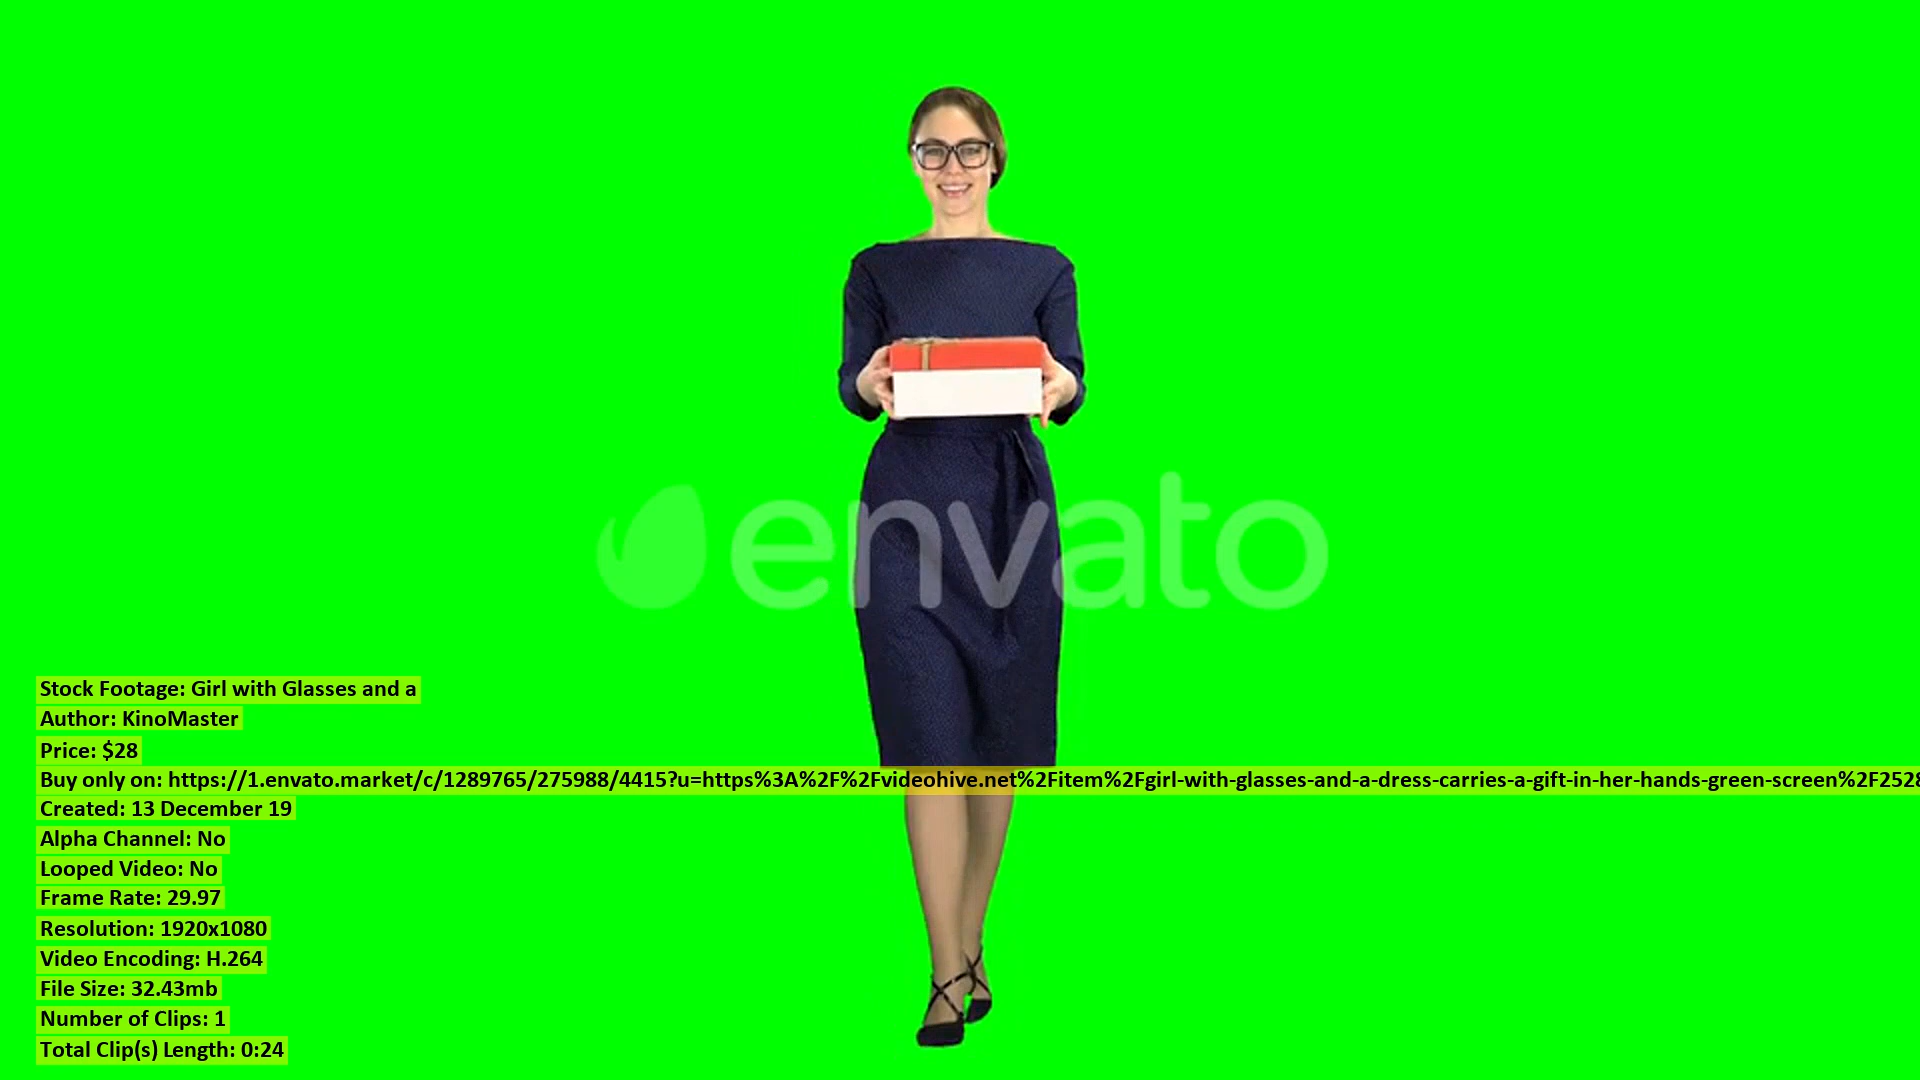 envato
Stock Footage: Girl with Glasses and a
Author: KinoMaster
Price: $28
Buy only on: https://1.envato.market/c/1289765/275988/4415?u=https%3A%2F%2Fvideohive.net%2Fitem%2Fgirl-with-glasses-and-a-dress-carries-a-gift-in-her-hands-green-screen%2F2528
Created: 13 December 19
Alpha Channel: No
Looped Video: No
Frame Rate: 29.97
Resolution: 1920x1080
Video Encoding: H.264
File Size: 32.43mb
Number of Clips: 1
Total Clip(s) Length: 0:24